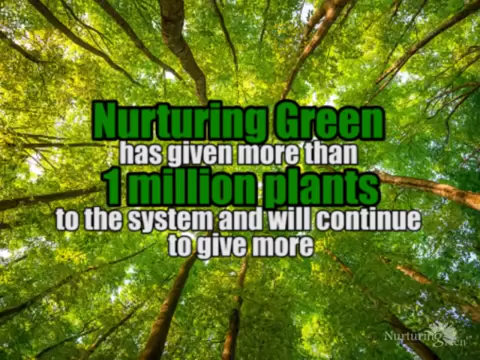 Nurturing Green
has given more than
1 million plants
to the system and will continue
to give more
Nurturing
Green